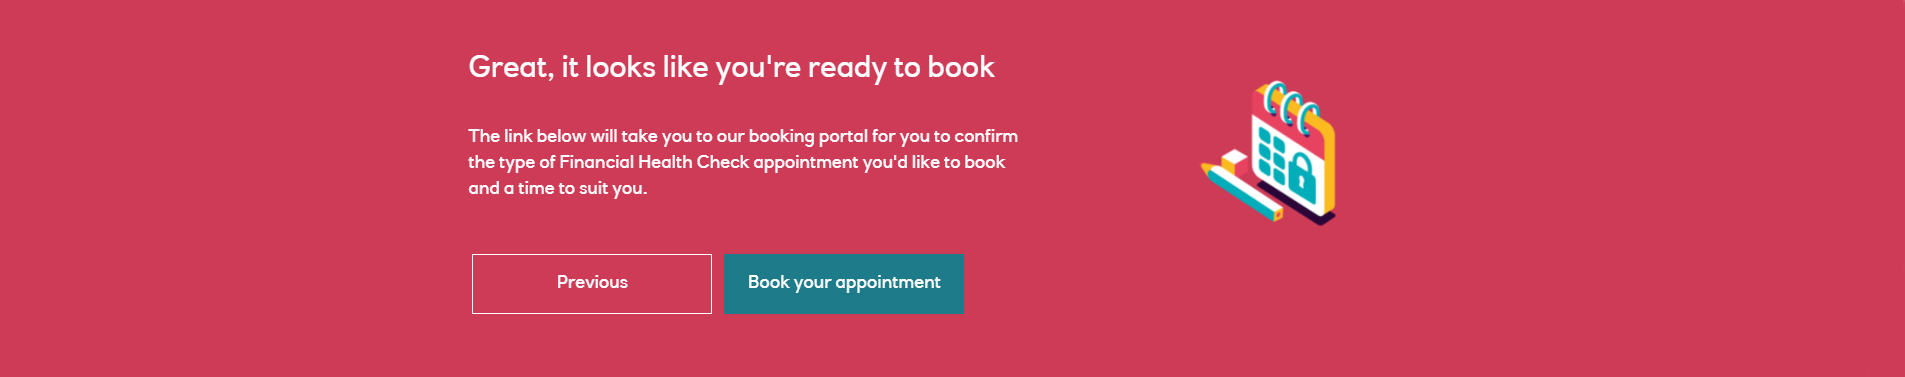 Great, it looks like you're ready to book
The link below will take you to our booking portal for you to confirm
the type of Financial Health Check appointment you'd like to book
and a time to suit you.
Previous
Book your appointment